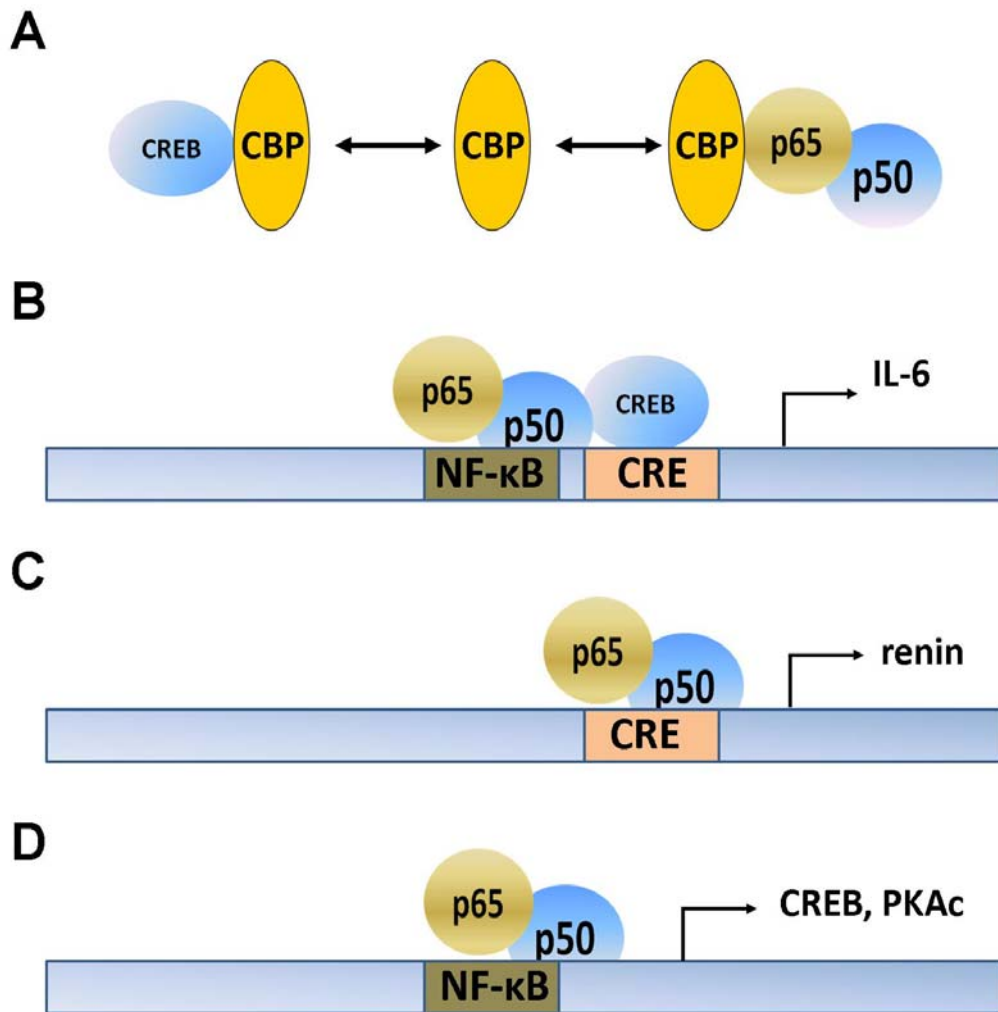 A
CREB CBP CBP CBP p65 p50
B
p65 p50 CREB IL-6
NF-κB CRE
C
p65 p50 renin
CRE
D
p65 p50 CREB, PKAc
NF-κB